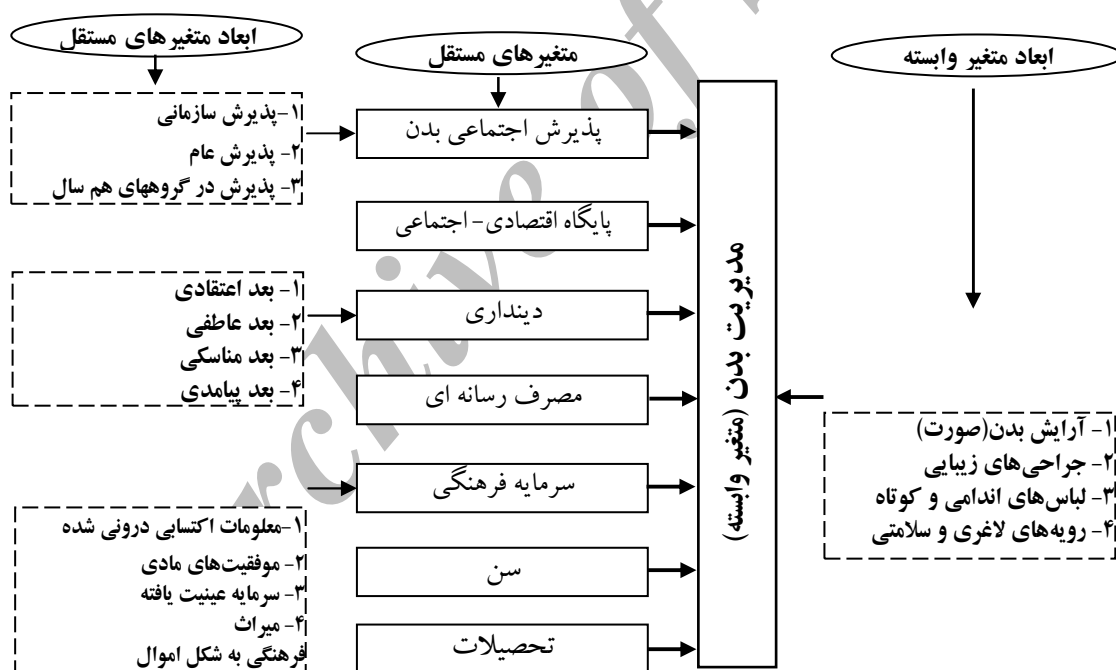 ابعاد متغیر وابسته
متغیرهای مستقل
ابعاد متغیرهای مستقل
۱- آرایش بدن(صورت)
۲- جراحی‌های زیبایی
۳- لباس‌های اندامی و کوتاه
۴- رویه‌های لاغری و سلامتی
مدیریت بدن (متغیر وابسته)
پذیرش اجتماعی بدن
پایگاه اقتصادی- اجتماعی
دینداری
مصرف رسانه ای
سرمایه فرهنگی
سن
تحصیلات
۱-پذیرش سازمانی
۲- پذیرش عام
۳- پذیرش در گروههای هم سال
۱- بعد اعتقادی
۲- بعد عاطفی
۳- بعد مناسکی
۴- بعد پیامدی
۱-معلومات اکتسابی درونی شده
۲- موفقیت‌های مادی
۳- سرمایه عینیت یافته
۴- میراث
فرهنگی به شکل اموال
rchive of